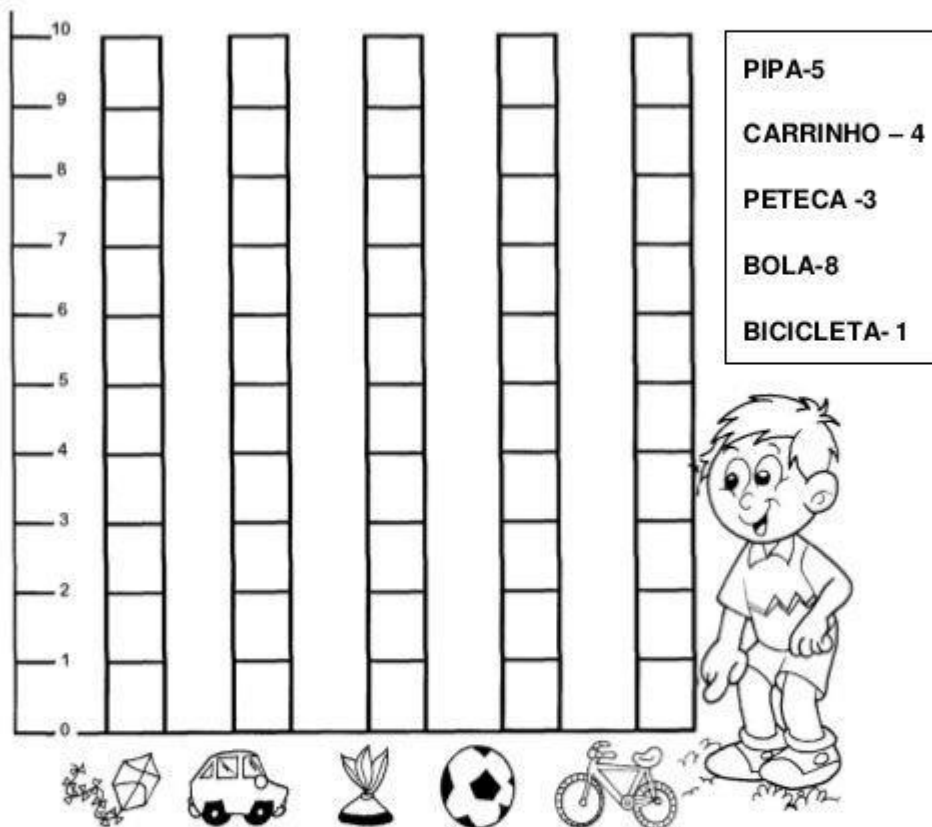 10
9
8
7
6
5
4
3
2
1
0
PIPA-5
CARRINHO – 4
PETECA -3
BOLA-8
BICICLETA- 1